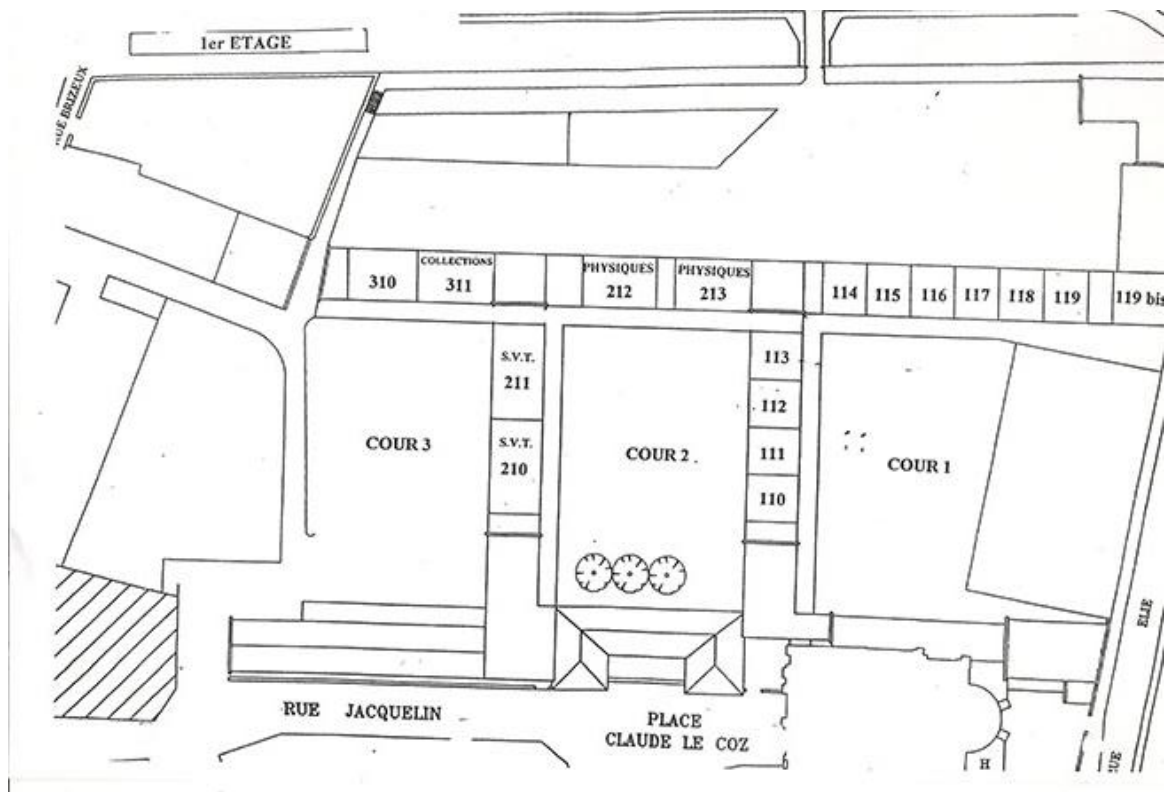 1er ETAGE
RUE BRIZEUX
COLLECTIONS
310
311
PHYSIQUES
212
PHYSIQUES
213
114
115
116
117
118
119
119 bis
S.V.T.
211
113
112
COUR 3
S.V.T.
210
COUR 2
111
COUR 1
110
ELIE
RUE JACQUELIN
PLACE
CLAUDE LE COZ
RUE
H